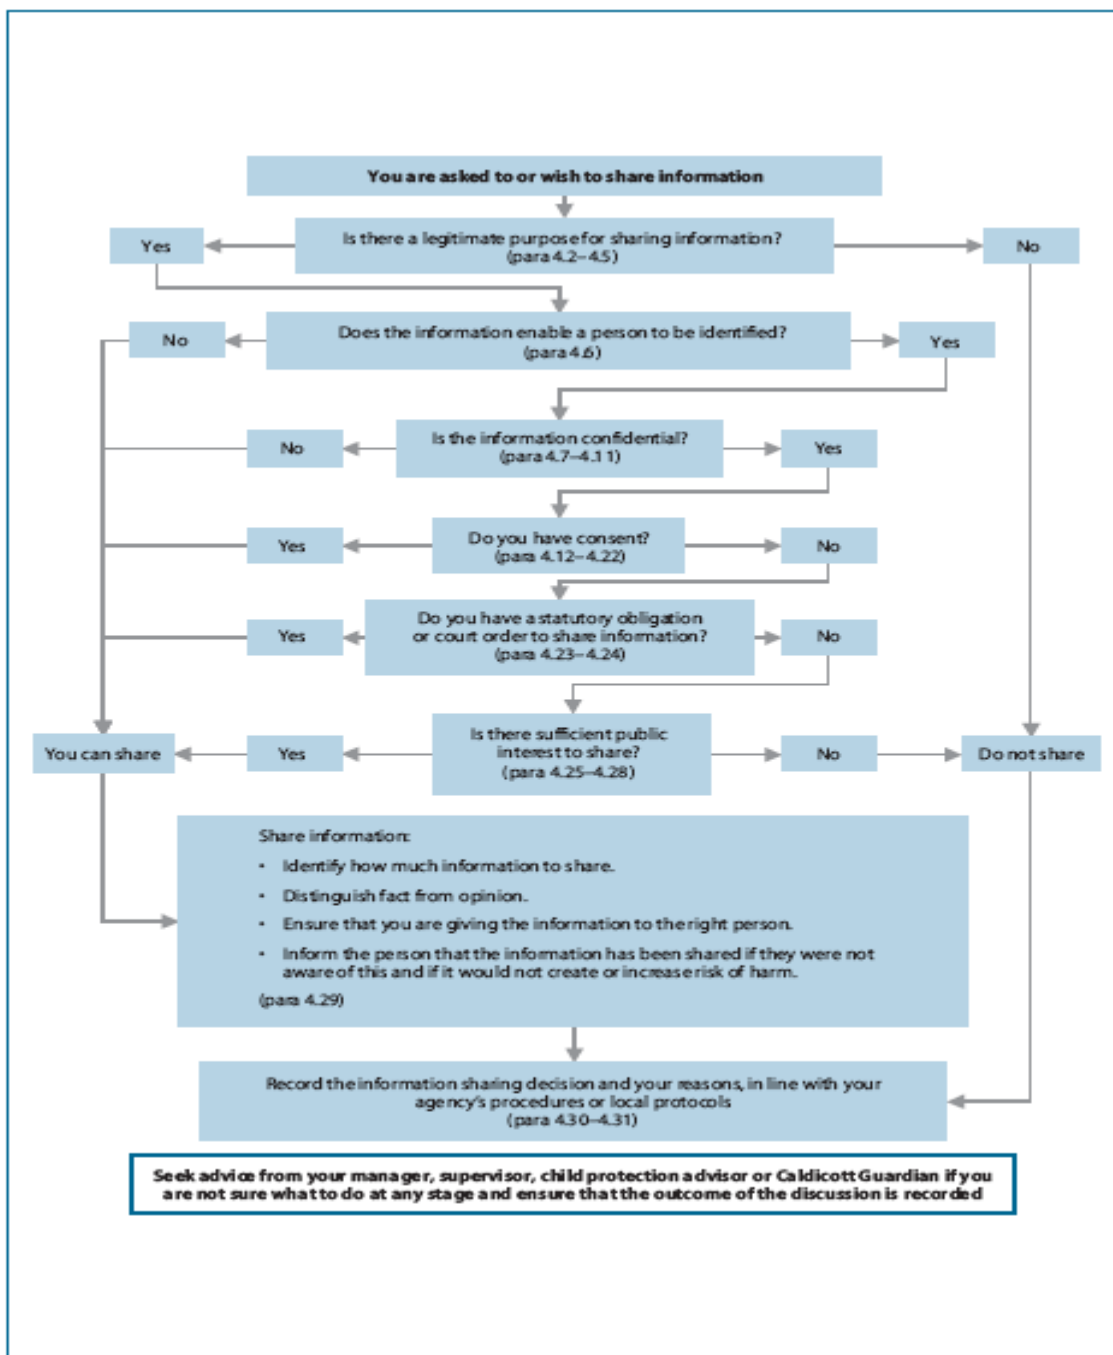 You are asked to or wish to share information
Is there a legitimate purpose for sharing information?
(para 4.2–4.5)
Yes
No
Does the information enable a person to be identified?
(para 4.6)
No
Yes
Is the information confidential?
(para 4.7–4.11)
No
Yes
Do you have consent?
(para 4.12–4.22)
Yes
No
Do you have a statutory obligation
or court order to share information?
(para 4.23–4.24)
Yes
No
Is there sufficient public
interest to share?
(para 4.25–4.28)
You can share
Yes
No
Do not share
Share information:
• Identify how much information to share.
• Distinguish fact from opinion.
• Ensure that you are giving the information to the right person.
• Inform the person that the information has been shared if they were not
aware of this and if it would not create or increase risk of harm.
(para 4.29)
Record the information sharing decision and your reasons, in line with your
agency's procedures or local protocols
(para 4.30–4.31)
Seek advice from your manager, supervisor, child protection advisor or Caldicott Guardian if you
are not sure what to do at any stage and ensure that the outcome of the discussion is recorded